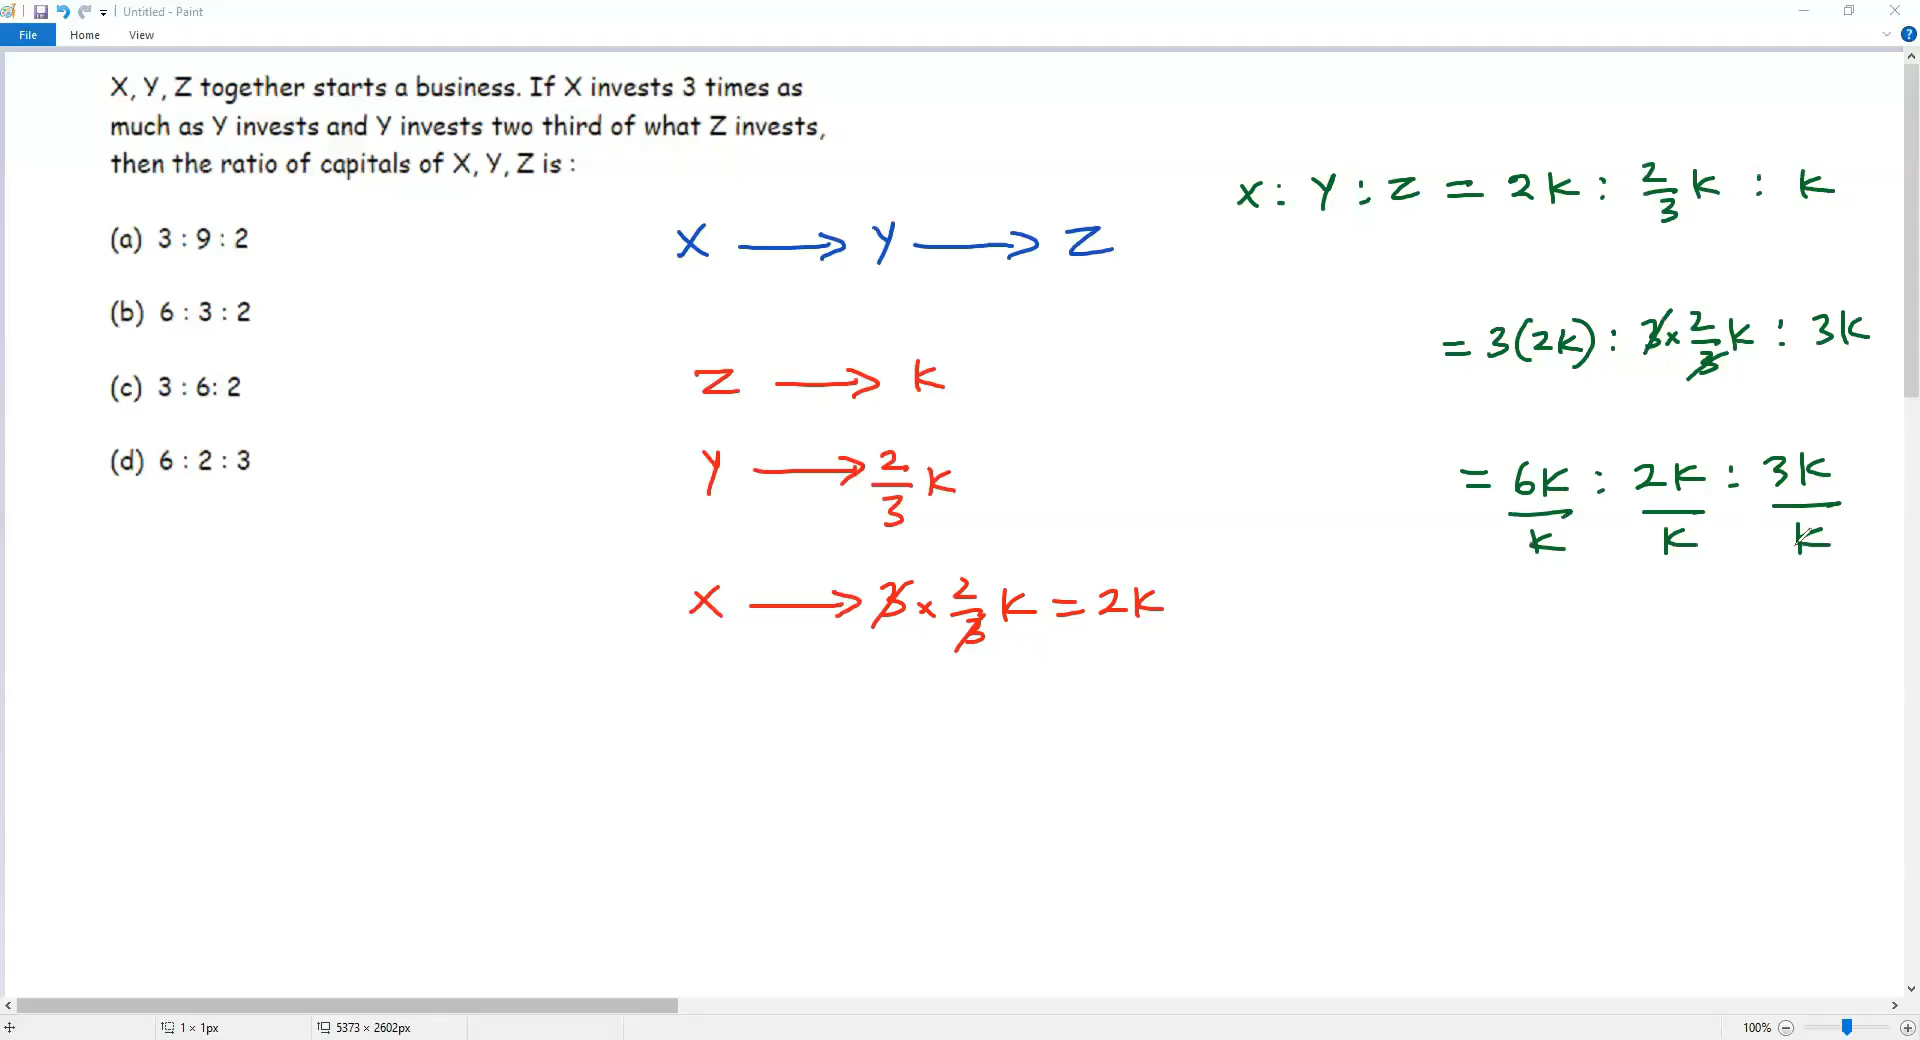 Untitled - Paint
File Home View
X, Y, Z together starts a business. If X invests 3 times as
much as Y invests and Y invests two third of what Z invests,
then the ratio of capitals of X, Y, Z is :
(a) 3 : 9 : 2
(b) 6 : 3 : 2
(c) 3 : 6: 2
(d) 6 : 2 : 3
X → Y → Z
Z → K
Y → 2/3 K
X → 3 × 2/3 K = 2K
X : Y : Z = 2K : 2/3 K : K
= 3(2K) : 3 × 2/3 K : 3K
= 6K/K : 2K/K : 3K/K
1 × 1px
5373 × 2602px
100%